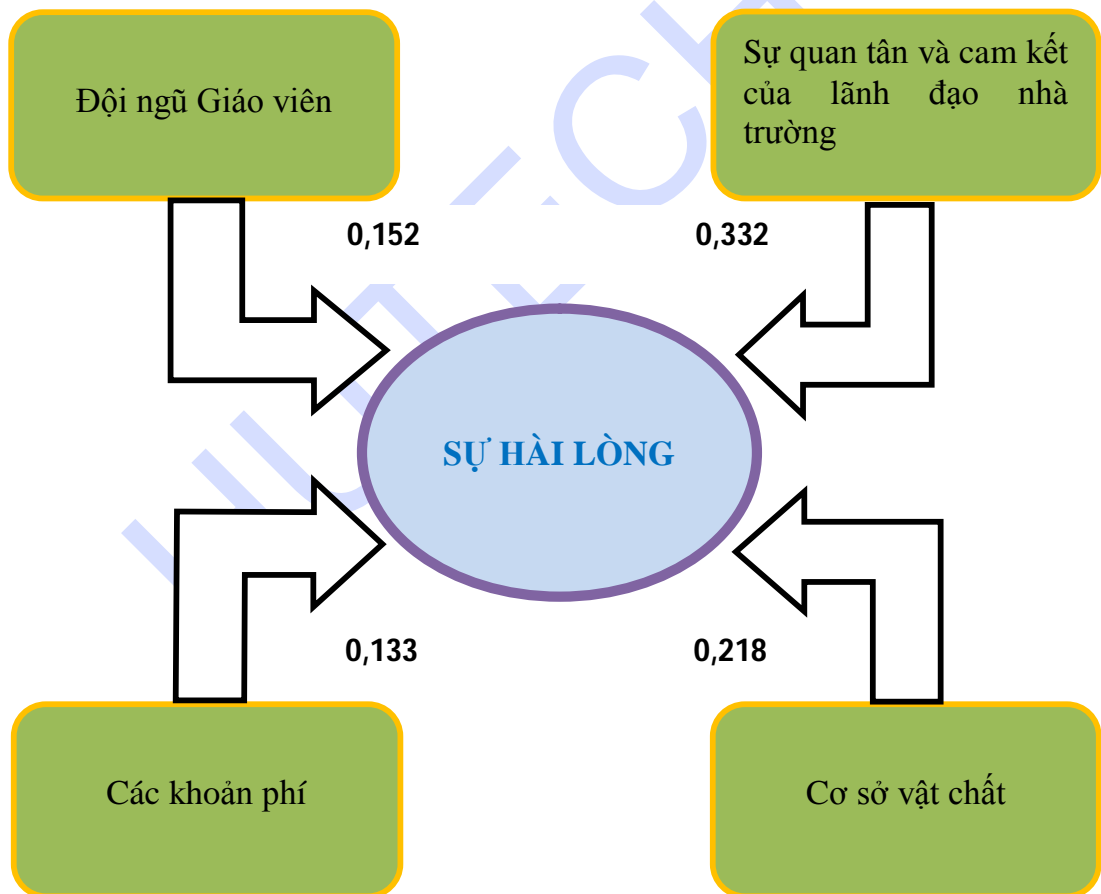 Đội ngũ Giáo viên
Sự quan tân và cam kết
của lãnh đạo nhà
trường
0,152
0,332
SỰ HÀI LÒNG
0,133
0,218
Các khoản phí
Cơ sở vật chất